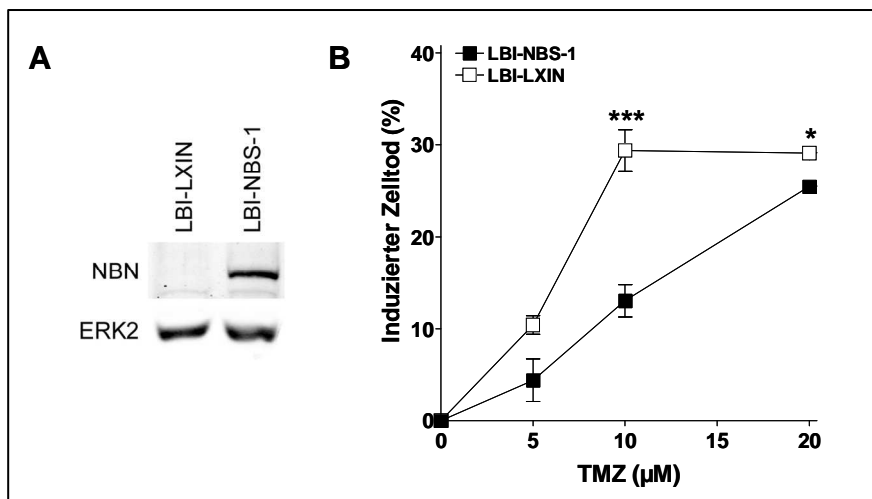 A
LBI-LXIN
LBI-NBS-1
NBN
ERK2
B
LBI-NBS-1
LBI-LXIN
Induzierter Zelltod (%)
40
30
20
10
0
***
*
0 5 10 15 20
TMZ (µM)